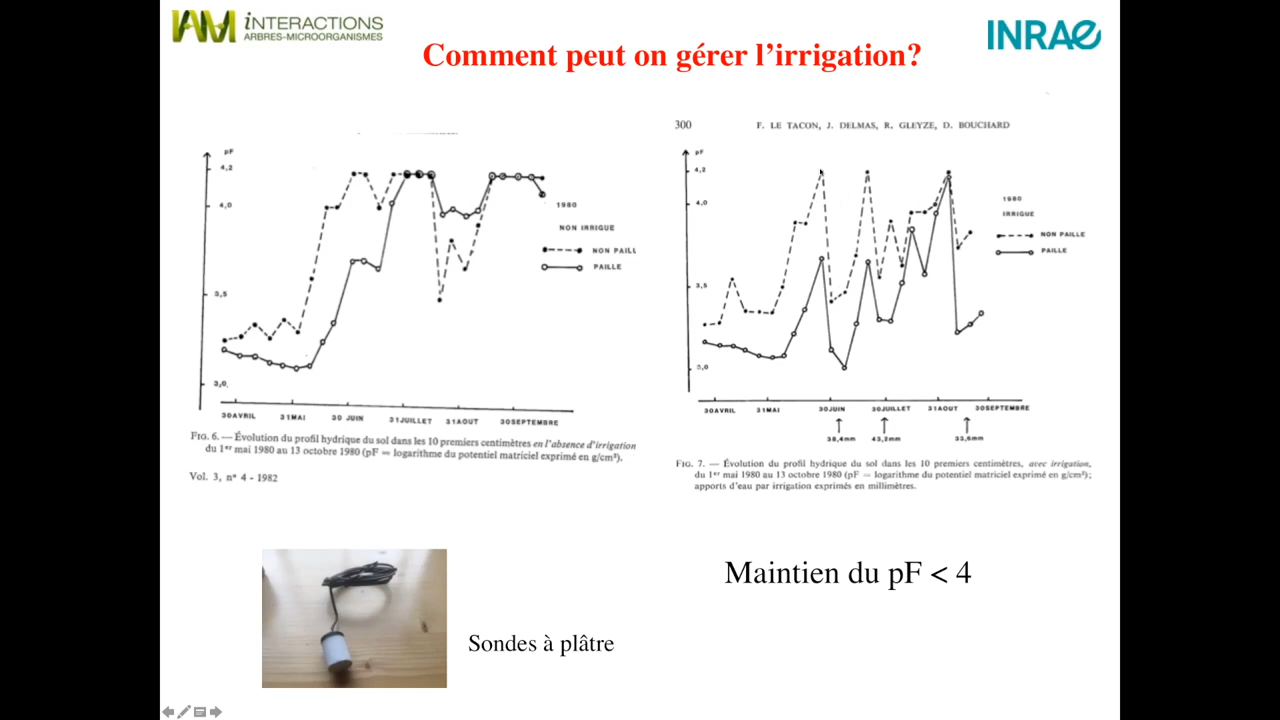 iNTERACTIONS
ARBRES-MICROORGANISMES
INRAE
Comment peut on gérer l’irrigation?
pF
4,2
4,0
3,5
3,0
1980
NON IRRIGUE
NON PAILL
PAILLE
30AVRIL 31MAI 30 JUIN 31JUILLET 31AOUT 30SEPTEMBRE
FIG. 6. — Évolution du profil hydrique du sol dans les 10 premiers centimètres en l'absence d'irrigation
du 1er mai 1980 au 13 octobre 1980 (pF = logarithme du potentiel matriciel exprimé en g/cm²).
Vol. 3, n° 4 - 1982
300 F. LE TACON, J. DELMAS, R. GLEYZE, D. BOUCHARD
pF
4,2
4,0
3,5
3,0
1980
IRRIGUE
NON PAILLE
PAILLE
30AVRIL 31MAI 30JUIN 30JUILLET 31AOUT 30SEPTEMBRE
38,4mm 43,2mm 33,6mm
FIG. 7. — Évolution du profil hydrique du sol dans les 10 premiers centimètres, avec irrigation,
du 1er mai 1980 au 13 octobre 1980 (pF = logarithme du potentiel matriciel exprimé en g/cm²);
apports d'eau par irrigation exprimés en millimètres.
Maintien du pF < 4
Sondes à plâtre